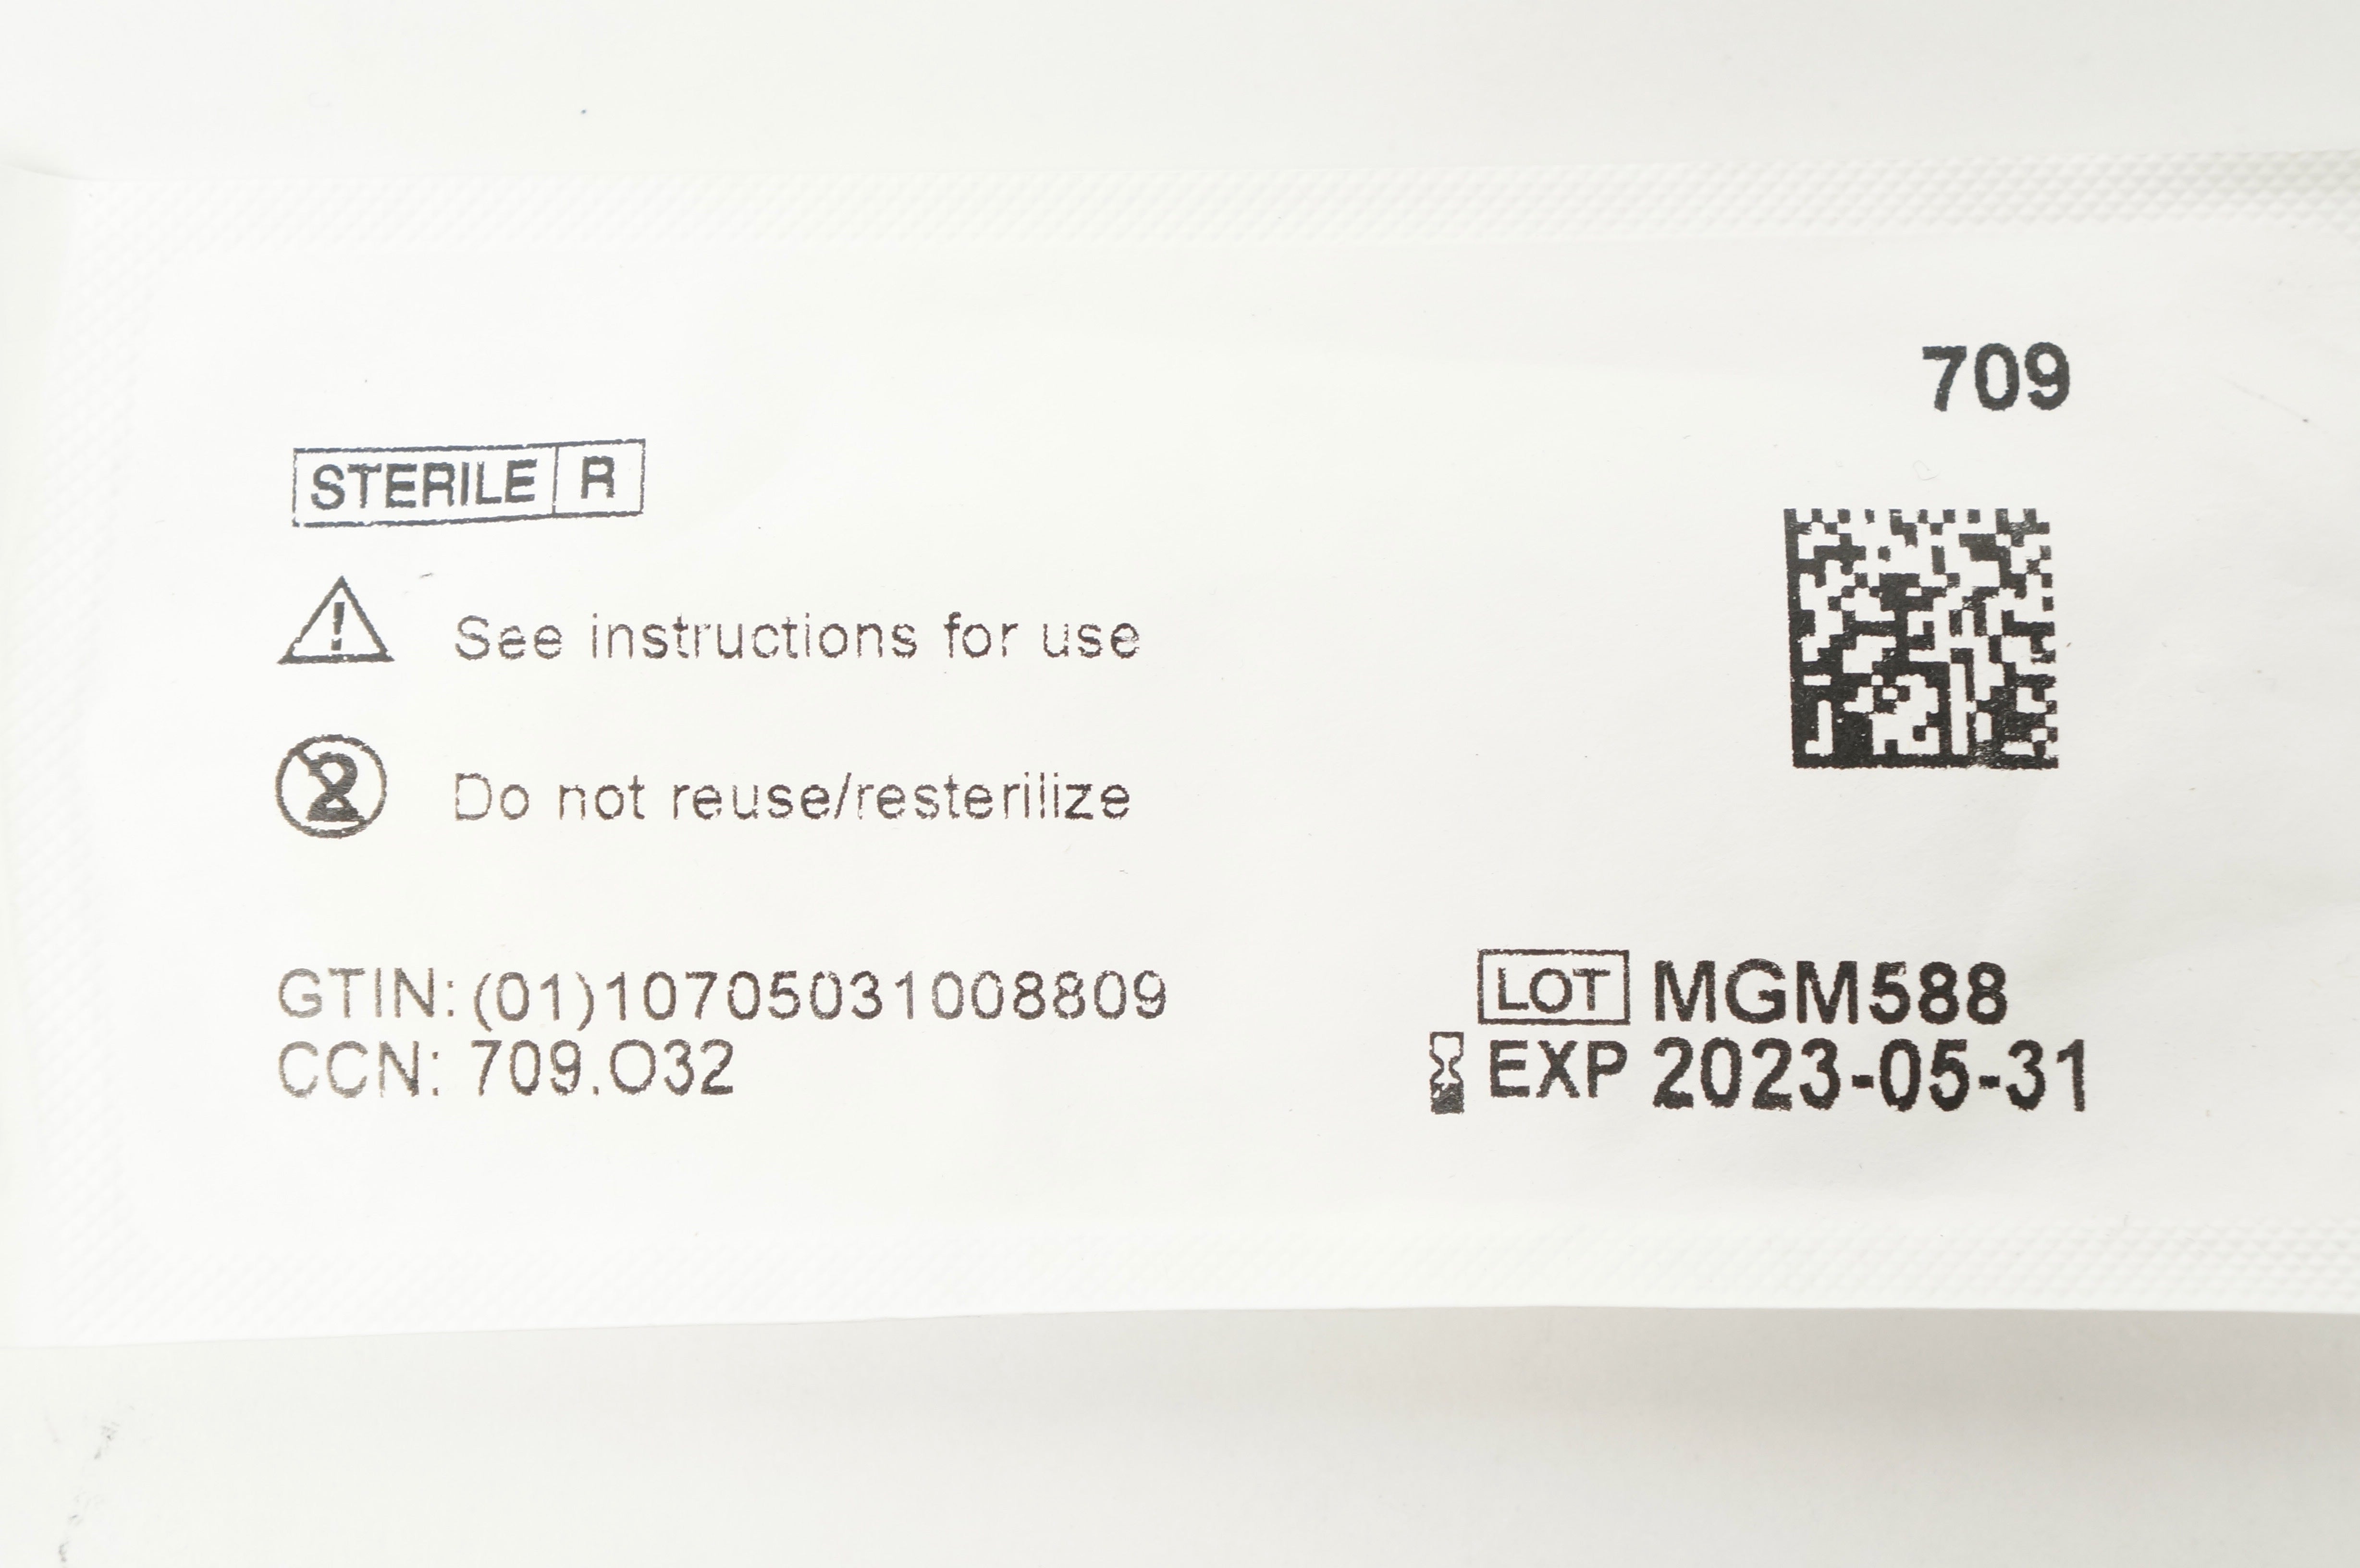 709
STERILE R
See instructions for use
Do not reuse/resterilize
GTIN: (01)10705031008809
CCN: 709.O32
LOT MGM588
EXP 2023-05-31